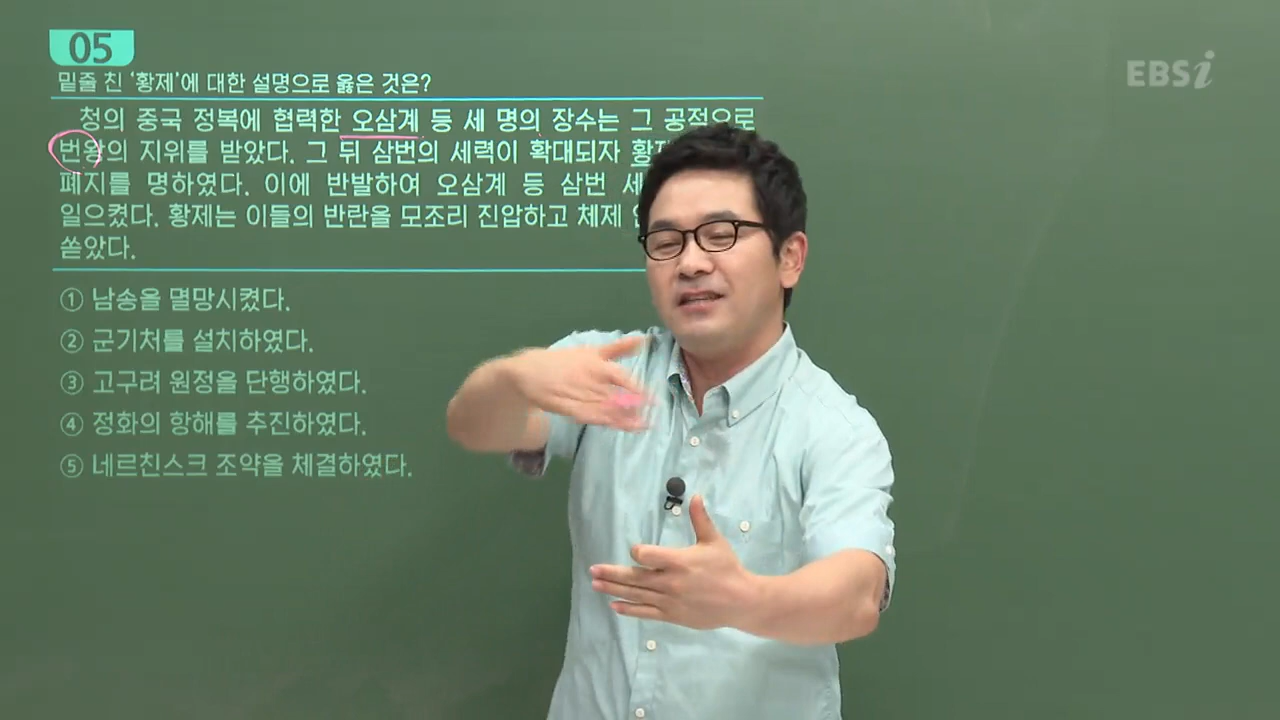 05
EBSi
밑줄 친 '황제'에 대한 설명으로 옳은 것은?
청의 중국 정복에 협력한 오삼계 등 세 명의 장수는 그 공적으로
번왕의 지위를 받았다. 그 뒤 삼번의 세력이 확대되자
폐지를 명하였다. 이에 반발하여 오삼계 등 삼번
일으켰다. 황제는 이들의 반란을 모조리 진압하고 체제
쏟았다.
① 남송을 멸망시켰다.
② 군기처를 설치하였다.
③ 고구려 원정을 단행하였다.
④ 정화의 항해를 추진하였다.
⑤ 네르친스크 조약을 체결하였다.